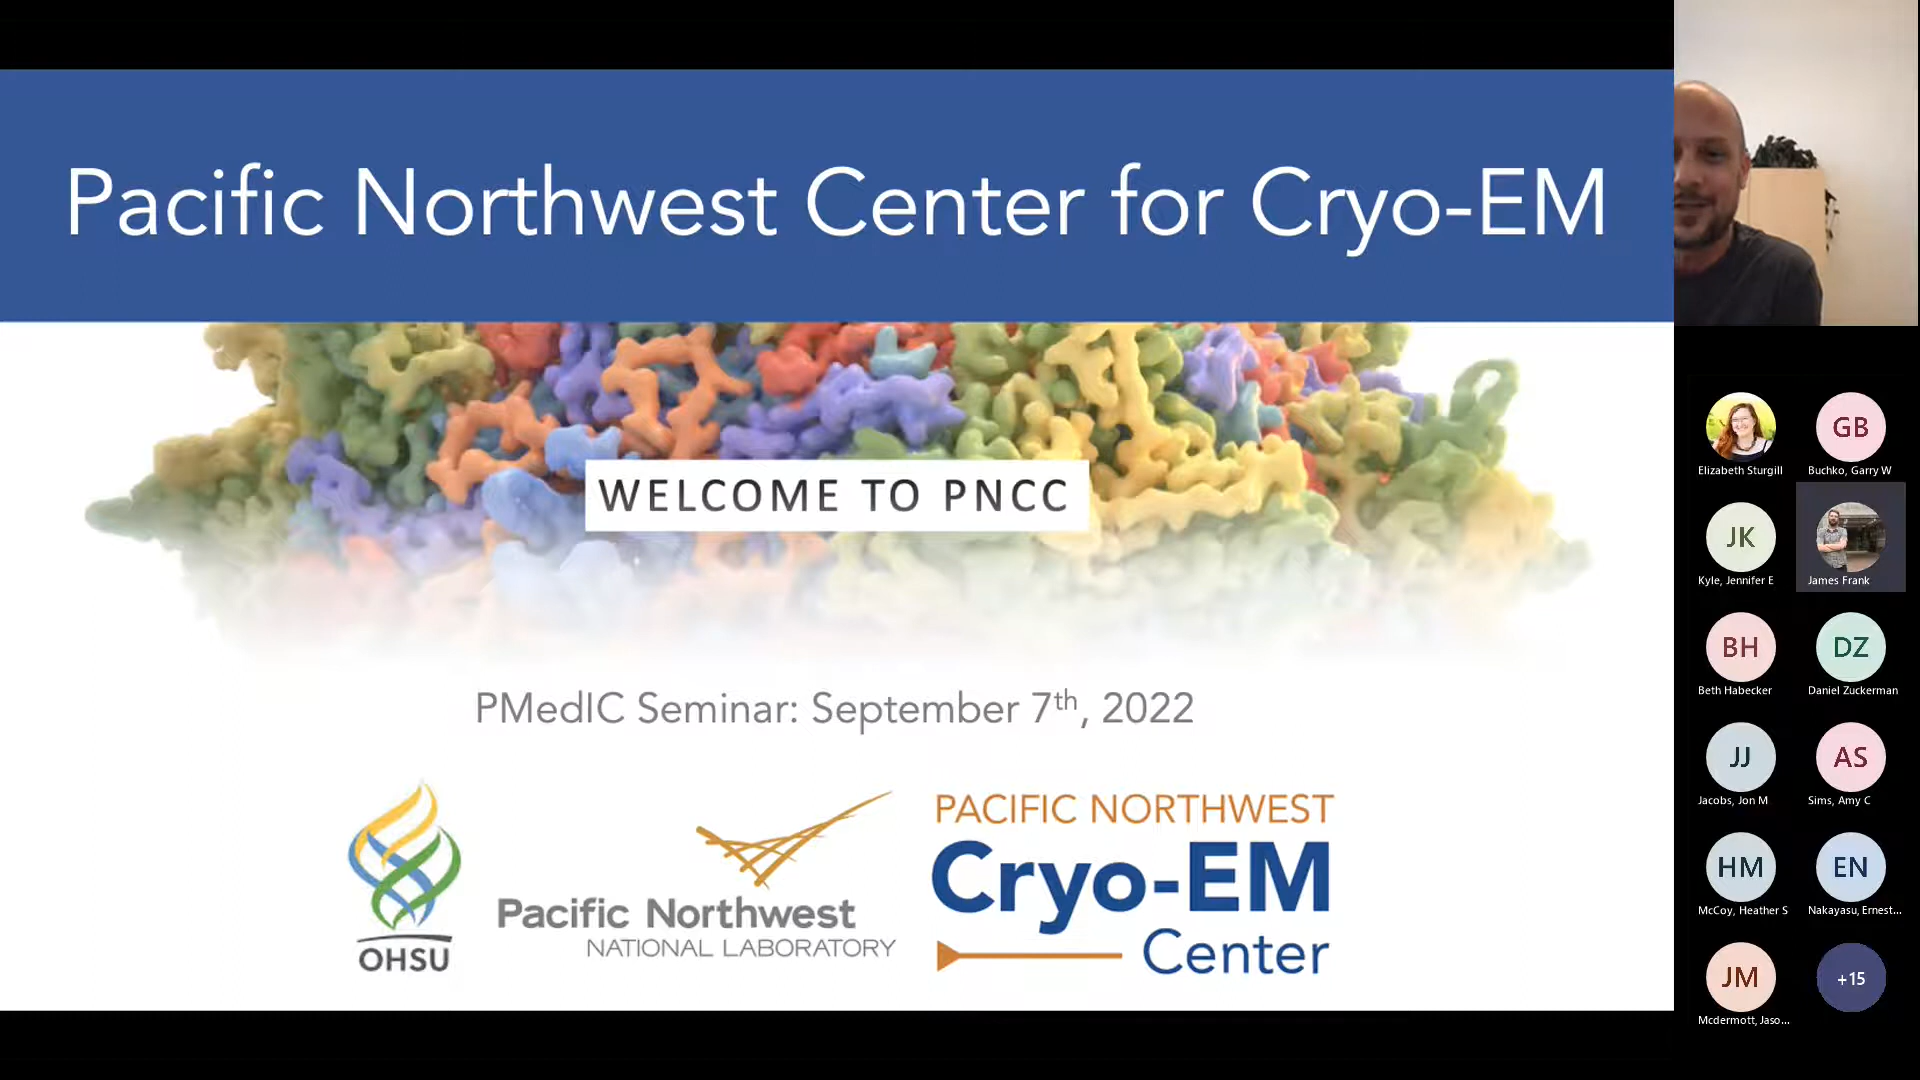 Pacific Northwest Center for Cryo-EM
WELCOME TO PNCC
PMedIC Seminar: September 7th, 2022
OHSU
Pacific Northwest
NATIONAL LABORATORY
PACIFIC NORTHWEST
Cryo-EM
Center
Elizabeth Sturgill
GB
Buchko, Garry W
JK
Kyle, Jennifer E
James Frank
BH
Beth Habecker
DZ
Daniel Zuckerman
JJ
Jacobs, Jon M
AS
Sims, Amy C
HM
McCoy, Heather S
EN
Nakayasu, Ernest...
JM
Mcdermott, Jaso...
+15